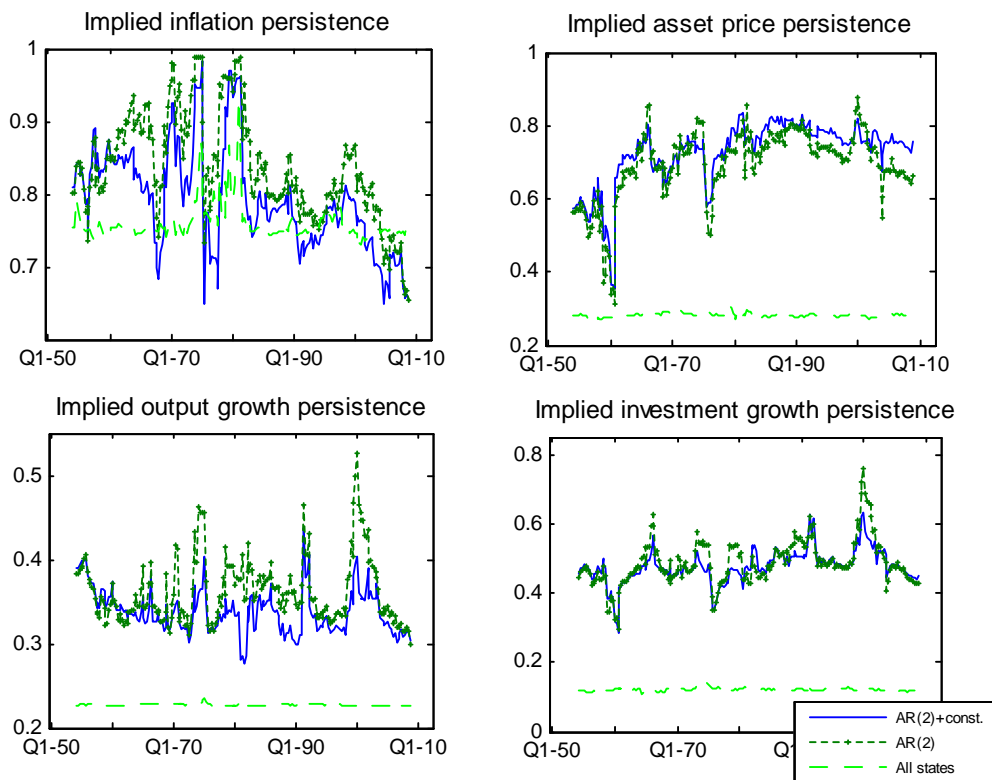 Implied inflation persistence
1
0.9
0.8
0.7
Q1-50 Q1-70 Q1-90 Q1-10
Implied asset price persistence
1
0.8
0.6
0.4
0.2
Q1-50 Q1-70 Q1-90 Q1-10
Implied output growth persistence
0.5
0.4
0.3
0.2
Q1-50 Q1-70 Q1-90 Q1-10
Implied investment growth persistence
0.8
0.6
0.4
0.2
0
Q1-50 Q1-70
AR(2)+const.
AR(2)
All states